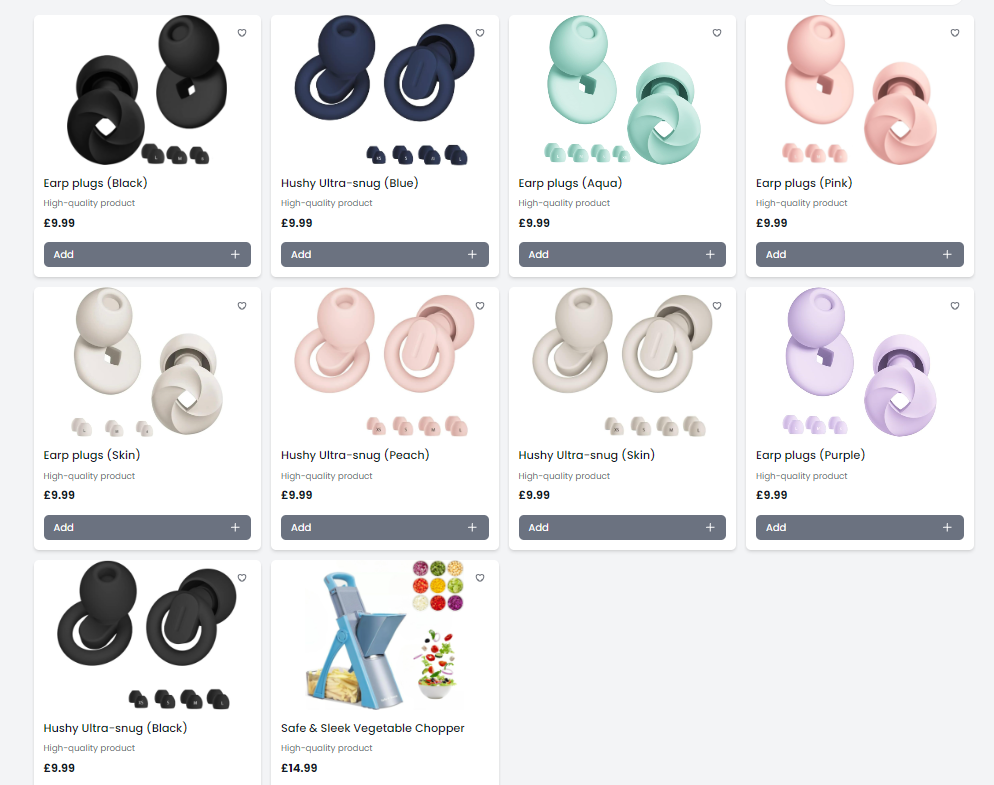 Earp plugs (Black)
High-quality product
£9.99
Add
Hushy Ultra-snug (Blue)
High-quality product
£9.99
Add
Earp plugs (Aqua)
High-quality product
£9.99
Add
Earp plugs (Pink)
High-quality product
£9.99
Add
Earp plugs (Skin)
High-quality product
£9.99
Add
Hushy Ultra-snug (Peach)
High-quality product
£9.99
Add
Hushy Ultra-snug (Skin)
High-quality product
£9.99
Add
Earp plugs (Purple)
High-quality product
£9.99
Add
Hushy Ultra-snug (Black)
High-quality product
£9.99
Safe & Sleek Vegetable Chopper
High-quality product
£14.99